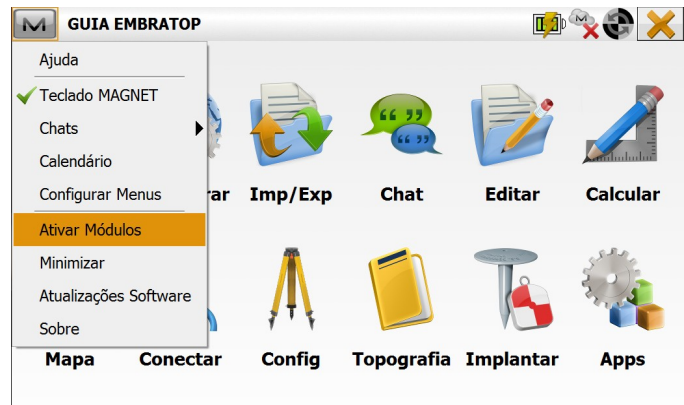 GUIA EMBRATOP
Ajuda
Teclado MAGNET
Chats
Calendário
Configurar Menus
Ativar Módulos
Minimizar
Atualizações Software
Sobre
rar
Imp/Exp
Chat
Editar
Calcular
Mapa
Conectar
Config
Topografia
Implantar
Apps